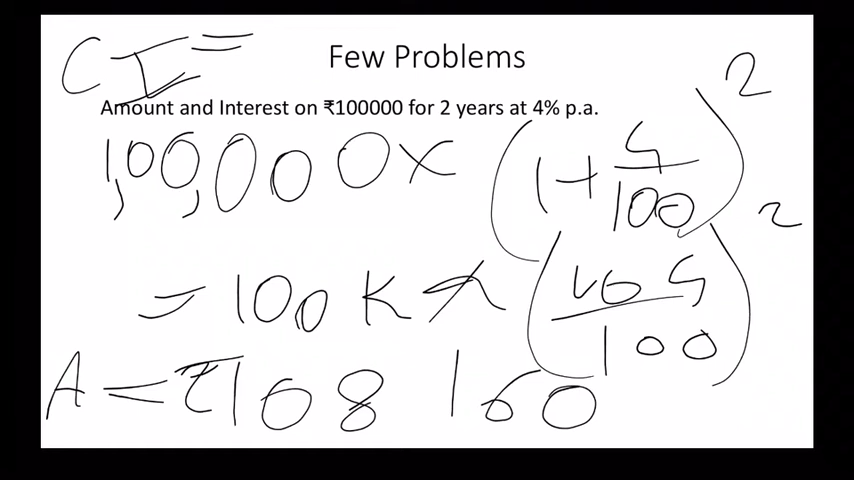 CI =
Few Problems
Amount and Interest on ₹100000 for 2 years at 4% p.a.
1,00,000 × (1 + 4/100)^2
= 100K × (104/100)^2
A = ₹108160